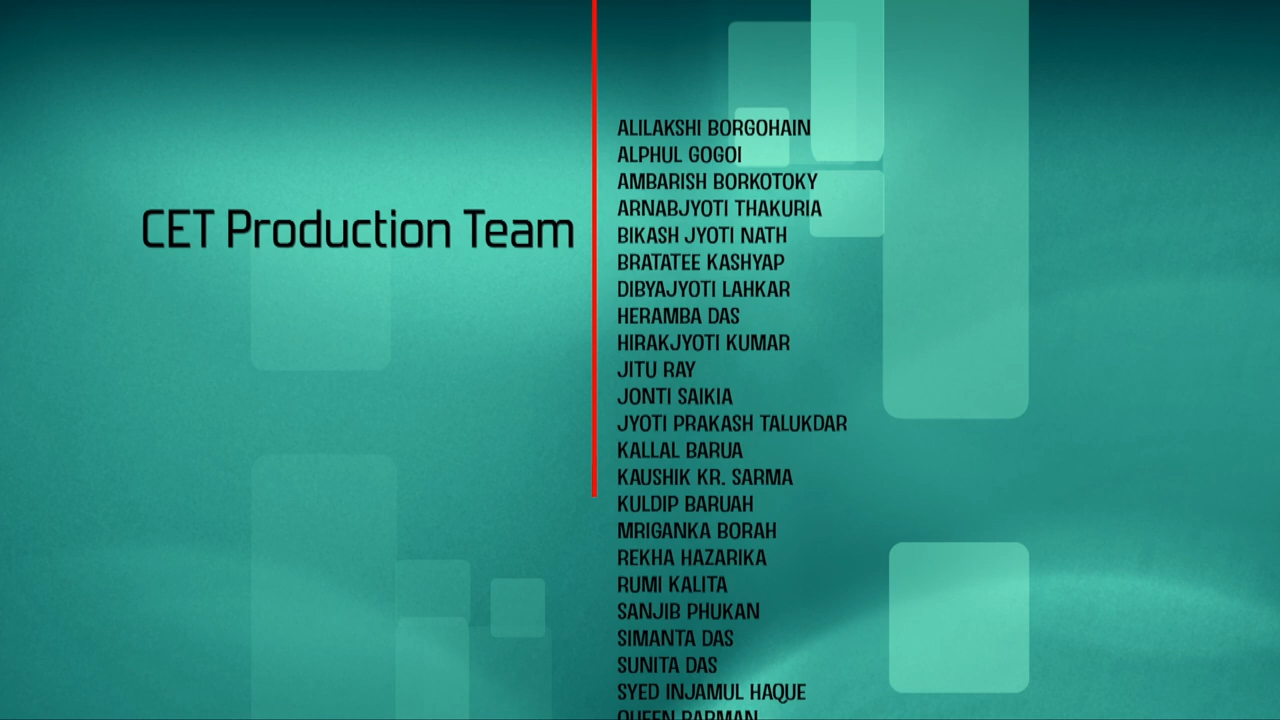 CET Production Team
ALILAKSHI BORGOHAIN
ALPHUL GOGOI
AMBARISH BORKOTOKY
ARNABJYOTI THAKURIA
BIKASH JYOTI NATH
BRATATEE KASHYAP
DIBYAJYOTI LAHKAR
HERAMBA DAS
HIRAKJYOTI KUMAR
JITU RAY
JONTI SAIKIA
JYOTI PRAKASH TALUKDAR
KALLAL BARUA
KAUSHIK KR. SARMA
KULDIP BARUAH
MRIGANKA BORAH
REKHA HAZARIKA
RUMI KALITA
SANJIB PHUKAN
SIMANTA DAS
SUNITA DAS
SYED INJAMUL HAQUE
QUEEN BARMAN